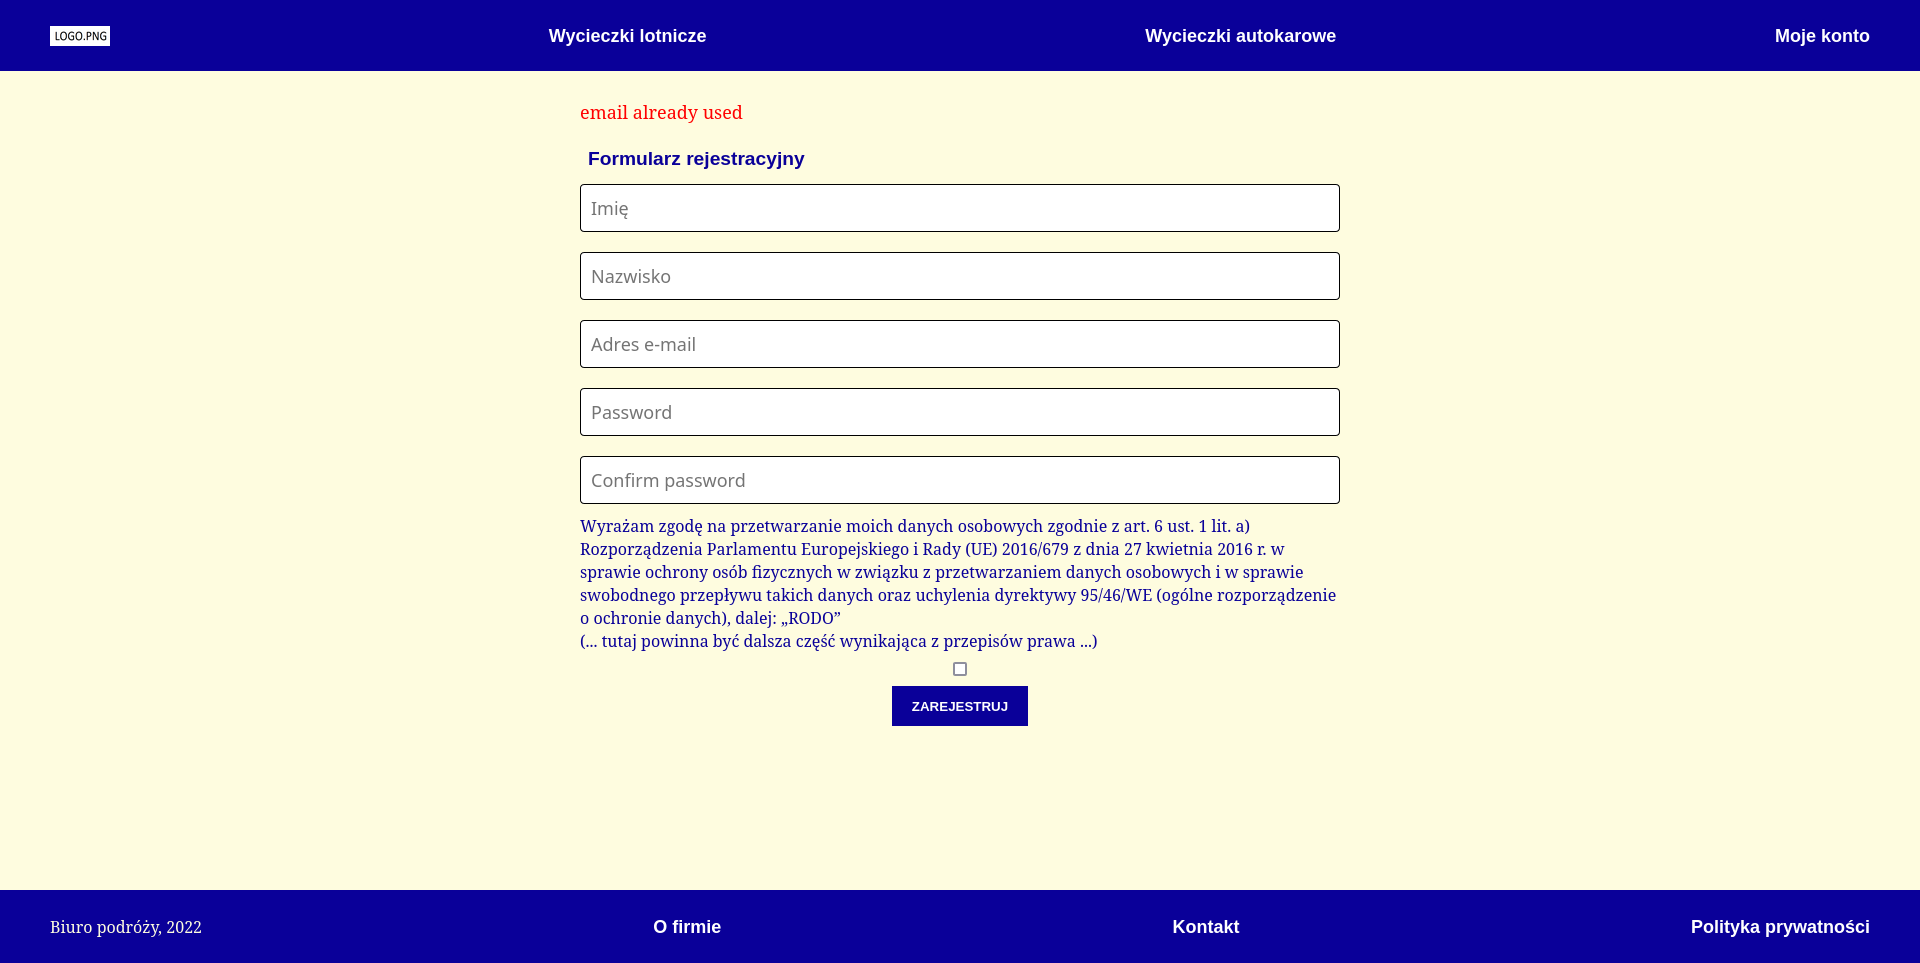 LOGO.PNG
Wycieczki lotnicze
Wycieczki autokarowe
Moje konto
email already used
Formularz rejestracyjny
Imię
Nazwisko
Adres e-mail
Password
Confirm password
Wyrażam zgodę na przetwarzanie moich danych osobowych zgodnie z art. 6 ust. 1 lit. a)
Rozporządzenia Parlamentu Europejskiego i Rady (UE) 2016/679 z dnia 27 kwietnia 2016 r. w
sprawie ochrony osób fizycznych w związku z przetwarzaniem danych osobowych i w sprawie
swobodnego przepływu takich danych oraz uchylenia dyrektywy 95/46/WE (ogólne rozporządzenie
o ochronie danych), dalej: „RODO”
(... tutaj powinna być dalsza część wynikająca z przepisów prawa ...)
ZAREJESTRUJ
Biuro podróży, 2022
O firmie
Kontakt
Polityka prywatności